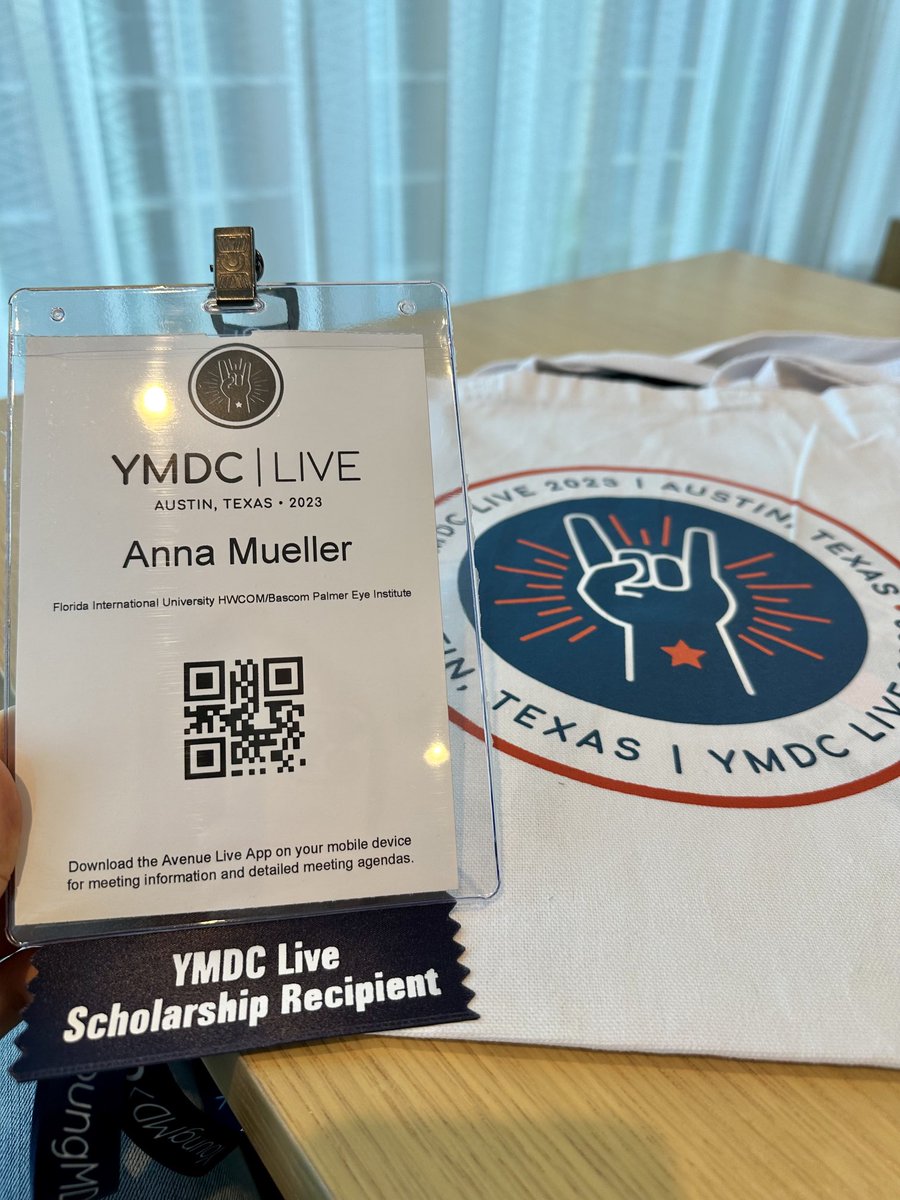 YMDC | LIVE
AUSTIN, TEXAS • 2023
Anna Mueller
Florida International University HWCOM/Bascom Palmer Eye Institute
Download the Avenue Live App on your mobile device
for meeting information and detailed meeting agendas.
YMDC Live
Scholarship Recipient
YMDC LIVE 2023 | AUSTIN, TEXAS
20
TEXAS | YMDC LIVE